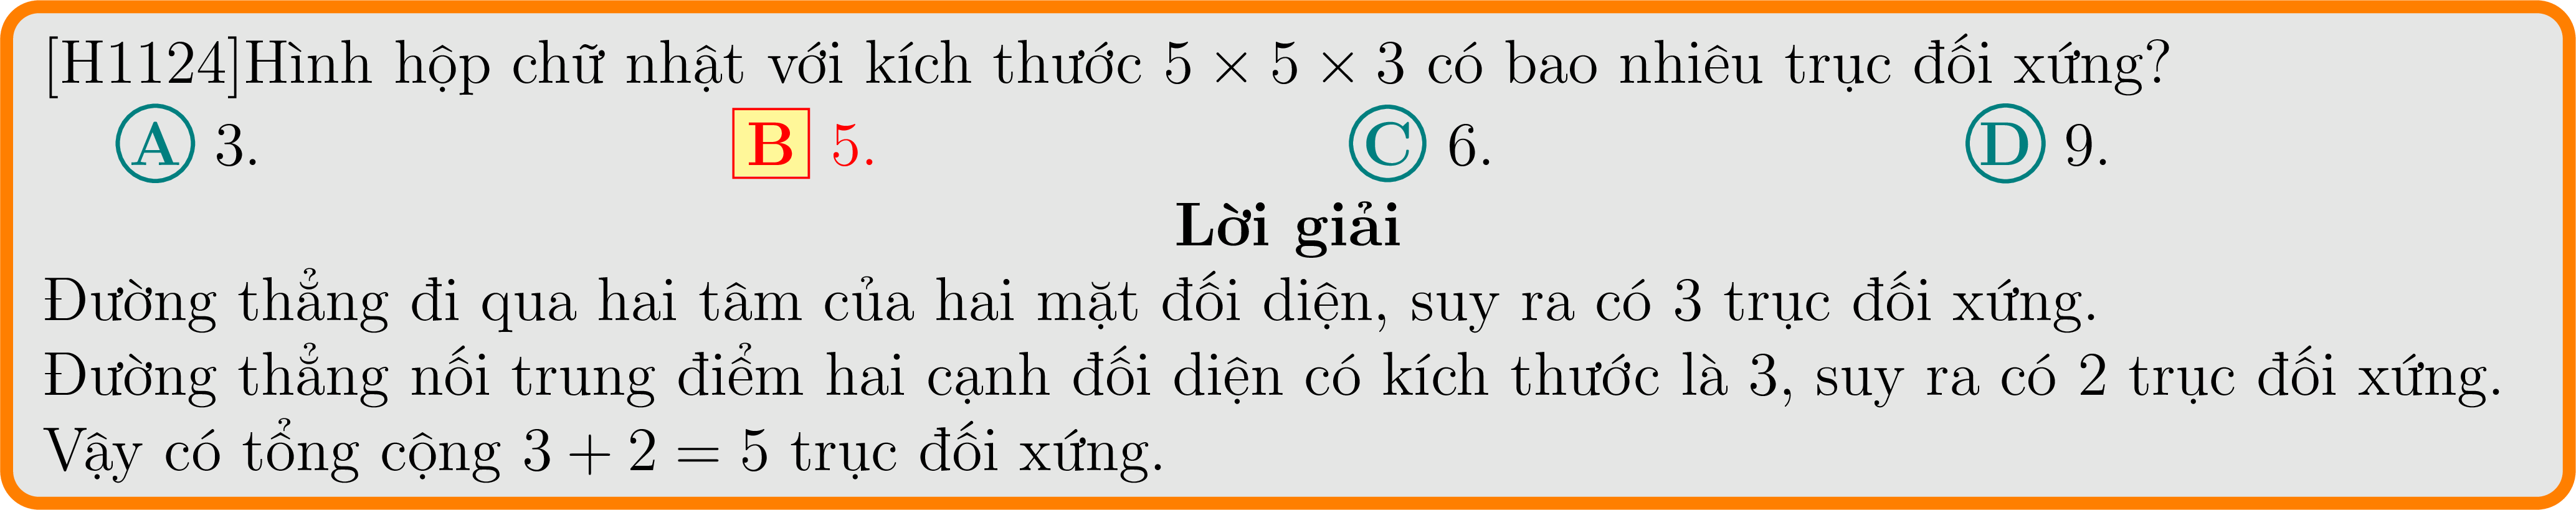 [H1124]Hình hộp chữ nhật với kích thước 5 × 5 × 3 có bao nhiêu trục đối xứng?
A 3. B 5. C 6. D 9.
Lời giải
Đường thẳng đi qua hai tâm của hai mặt đối diện, suy ra có 3 trục đối xứng.
Đường thẳng nối trung điểm hai cạnh đối diện có kích thước là 3, suy ra có 2 trục đối xứng.
Vậy có tổng cộng 3 + 2 = 5 trục đối xứng.